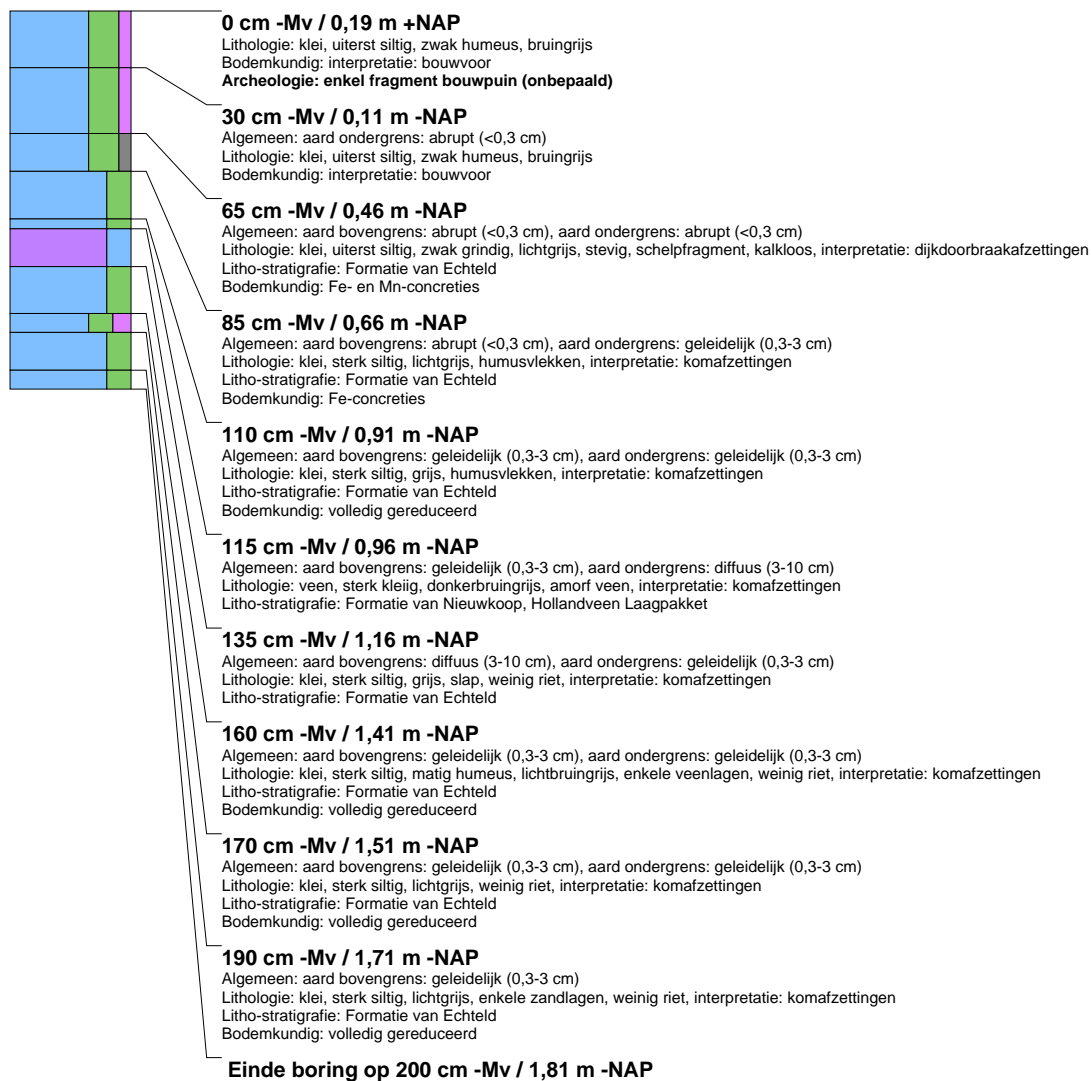 0 cm -Mv / 0,19 m +NAP
Lithologie: klei, uiterst siltig, zwak humeus, bruingrijs
Bodemkundig: interpretatie: bouwvoor
Archeologie: enkel fragment bouwpuin (onbepaald)
30 cm -Mv / 0,11 m -NAP
Algemeen: aard ondergrens: abrupt (<0,3 cm)
Lithologie: klei, uiterst siltig, zwak humeus, bruingrijs
Bodemkundig: interpretatie: bouwvoor
65 cm -Mv / 0,46 m -NAP
Algemeen: aard bovengrens: abrupt (<0,3 cm), aard ondergrens: abrupt (<0,3 cm)
Lithologie: klei, uiterst siltig, zwak grindig, lichtgrijs, stevig, schelpfragment, kalkloos, interpretatie: dijkdoorbraakafzettingen
Litho-stratigrafie: Formatie van Echteld
Bodemkundig: Fe- en Mn-concreties
85 cm -Mv / 0,66 m -NAP
Algemeen: aard bovengrens: abrupt (<0,3 cm), aard ondergrens: geleidelijk (0,3-3 cm)
Lithologie: klei, sterk siltig, lichtgrijs, humusvlekken, interpretatie: komafzettingen
Litho-stratigrafie: Formatie van Echteld
Bodemkundig: Fe-concreties
110 cm -Mv / 0,91 m -NAP
Algemeen: aard bovengrens: geleidelijk (0,3-3 cm), aard ondergrens: geleidelijk (0,3-3 cm)
Lithologie: klei, sterk siltig, grijs, humusvlekken, interpretatie: komafzettingen
Litho-stratigrafie: Formatie van Echteld
Bodemkundig: volledig gereduceerd
115 cm -Mv / 0,96 m -NAP
Algemeen: aard bovengrens: geleidelijk (0,3-3 cm), aard ondergrens: diffuus (3-10 cm)
Lithologie: veen, sterk kleiig, donkerbruingrijs, amorf veen, interpretatie: komafzettingen
Litho-stratigrafie: Formatie van Nieuwkoop, Hollandveen Laagpakket
135 cm -Mv / 1,16 m -NAP
Algemeen: aard bovengrens: diffuus (3-10 cm), aard ondergrens: geleidelijk (0,3-3 cm)
Lithologie: klei, sterk siltig, grijs, slap, weinig riet, interpretatie: komafzettingen
Litho-stratigrafie: Formatie van Echteld
160 cm -Mv / 1,41 m -NAP
Algemeen: aard bovengrens: geleidelijk (0,3-3 cm), aard ondergrens: geleidelijk (0,3-3 cm)
Lithologie: klei, sterk siltig, matig humeus, lichtbruingrijs, enkele veenlagen, weinig riet, interpretatie: komafzettingen
Litho-stratigrafie: Formatie van Echteld
Bodemkundig: volledig gereduceerd
170 cm -Mv / 1,51 m -NAP
Algemeen: aard bovengrens: geleidelijk (0,3-3 cm), aard ondergrens: geleidelijk (0,3-3 cm)
Lithologie: klei, sterk siltig, lichtgrijs, weinig riet, interpretatie: komafzettingen
Litho-stratigrafie: Formatie van Echteld
Bodemkundig: volledig gereduceerd
190 cm -Mv / 1,71 m -NAP
Algemeen: aard bovengrens: geleidelijk (0,3-3 cm)
Lithologie: klei, sterk siltig, lichtgrijs, enkele zandlagen, weinig riet, interpretatie: komafzettingen
Litho-stratigrafie: Formatie van Echteld
Bodemkundig: volledig gereduceerd
Einde boring op 200 cm -Mv / 1,81 m -NAP